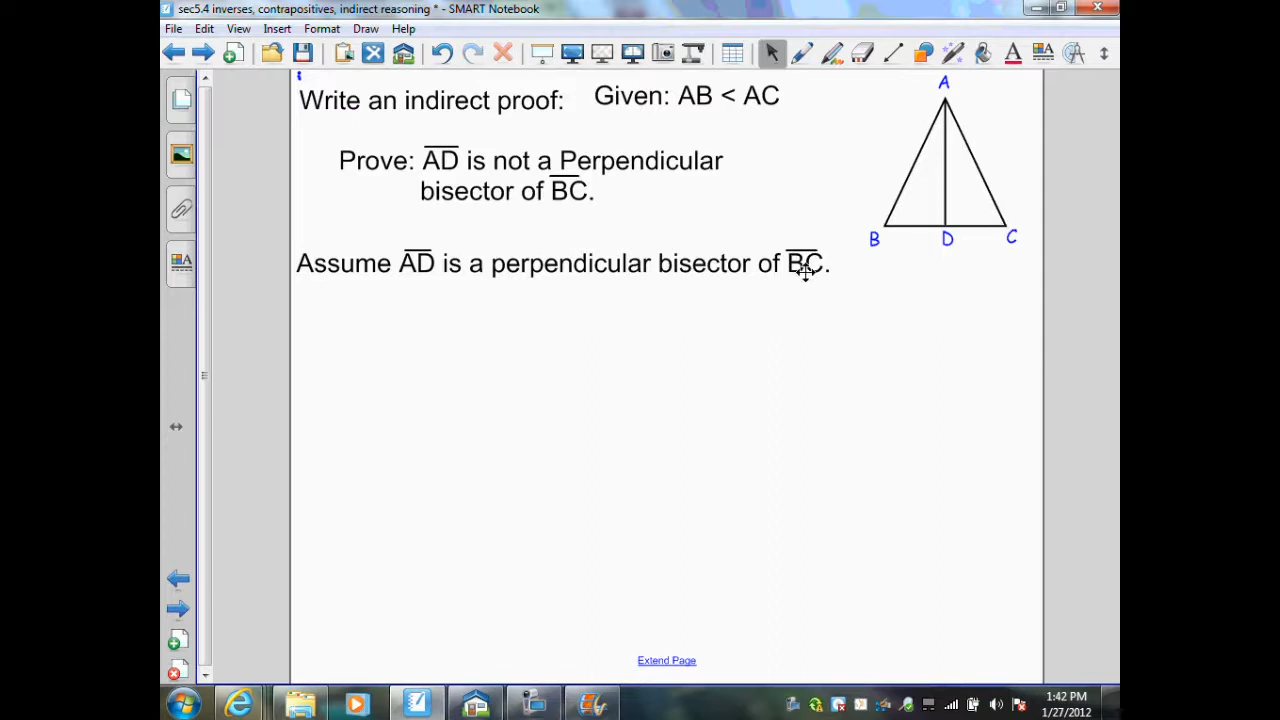 sec5.4 inverses, contrapositives, indirect reasoning * - SMART Notebook
File Edit View Insert Format Draw Help
Write an indirect proof: Given: AB < AC
Prove: AD is not a Perpendicular
bisector of BC.
A
B D C
Assume AD is a perpendicular bisector of BC.
Extend Page
1:42 PM
1/27/2012